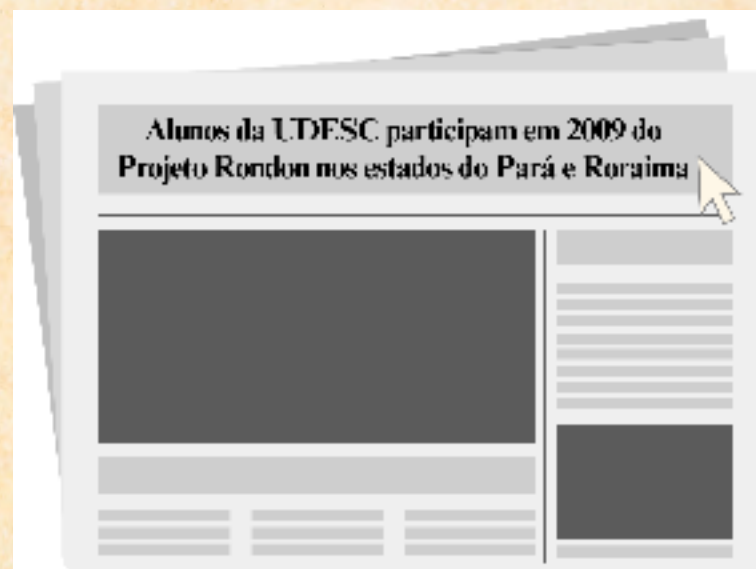 Alunos da UDESC participam em 2009 do
Projeto Rondon nos estados do Pará e Roraima